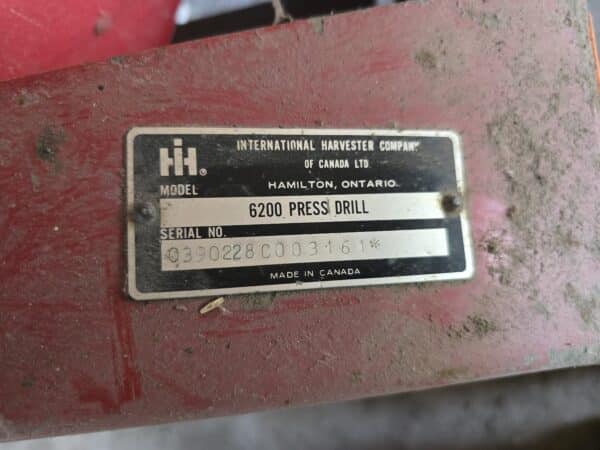 IH®
INTERNATIONAL HARVESTER COMPANY
OF CANADA LTD
HAMILTON, ONTARIO
MODEL
6200 PRESS DRILL
SERIAL NO.
0390228C003161*
MADE IN CANADA